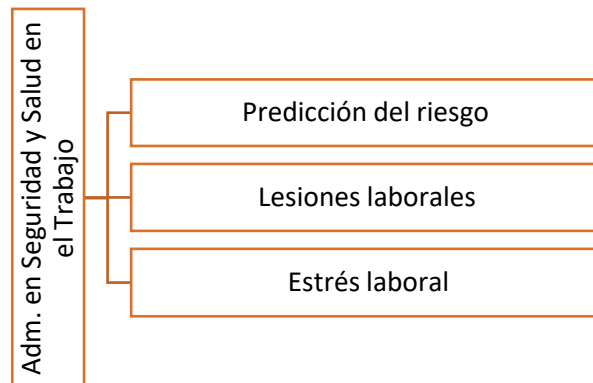 Adm. en Seguridad y Salud en
el Trabajo
Predicción del riesgo
Lesiones laborales
Estrés laboral